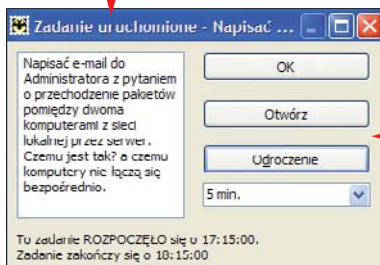 Zadanie uruchomione - Napisać ...
Napisać e-mail do
Administratora z pytaniem
o przechodzenie pakietów
pomiędzy dwoma
komputerami z sieci
lokalnej przez serwer.
Czemu jest tak? a czemu
komputery nie łączą się
bezpośrednio.
OK
Otwórz
Odroczenie
5 min.
To zadanie ROZPOCZĘŁO się o 17:15:00.
Zadanie zakończy się o 18:15:00